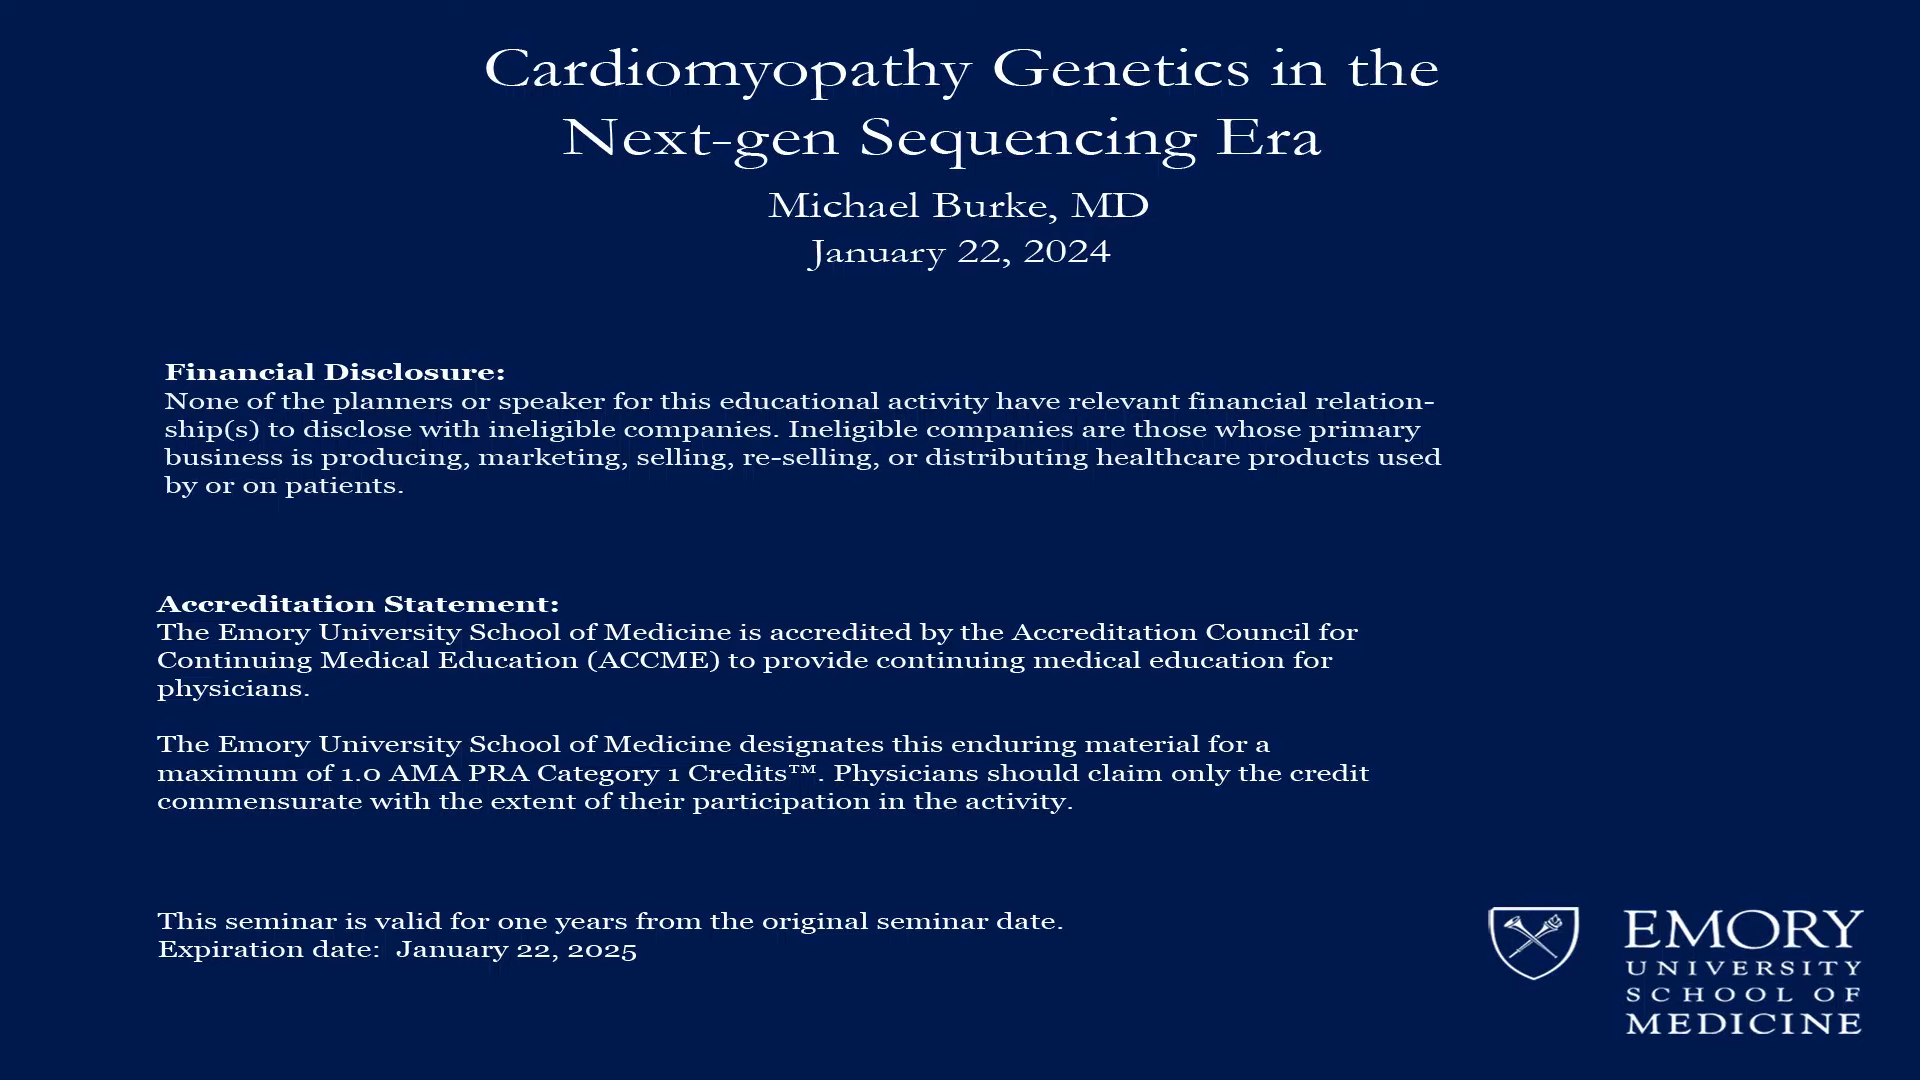 Cardiomyopathy Genetics in the
Next-gen Sequencing Era
Michael Burke, MD
January 22, 2024
Financial Disclosure:
None of the planners or speaker for this educational activity have relevant financial relation-
ship(s) to disclose with ineligible companies. Ineligible companies are those whose primary
business is producing, marketing, selling, re-selling, or distributing healthcare products used
by or on patients.
Accreditation Statement:
The Emory University School of Medicine is accredited by the Accreditation Council for
Continuing Medical Education (ACCME) to provide continuing medical education for
physicians.
The Emory University School of Medicine designates this enduring material for a
maximum of 1.0 AMA PRA Category 1 Credits™. Physicians should claim only the credit
commensurate with the extent of their participation in the activity.
This seminar is valid for one years from the original seminar date.
Expiration date: January 22, 2025
EMORY
UNIVERSITY
SCHOOL OF
MEDICINE